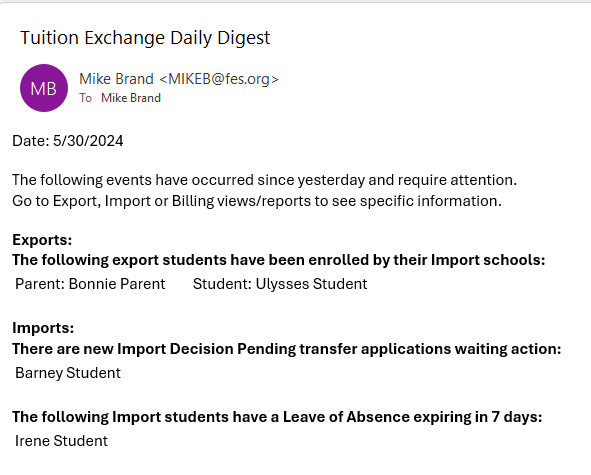 Tuition Exchange Daily Digest
MB
Mike Brand <MIKEB@fes.org>
To Mike Brand
Date: 5/30/2024
The following events have occurred since yesterday and require attention.
Go to Export, Import or Billing views/reports to see specific information.
Exports:
The following export students have been enrolled by their Import schools:
Parent: Bonnie Parent Student: Ulysses Student
Imports:
There are new Import Decision Pending transfer applications waiting action:
Barney Student
The following Import students have a Leave of Absence expiring in 7 days:
Irene Student